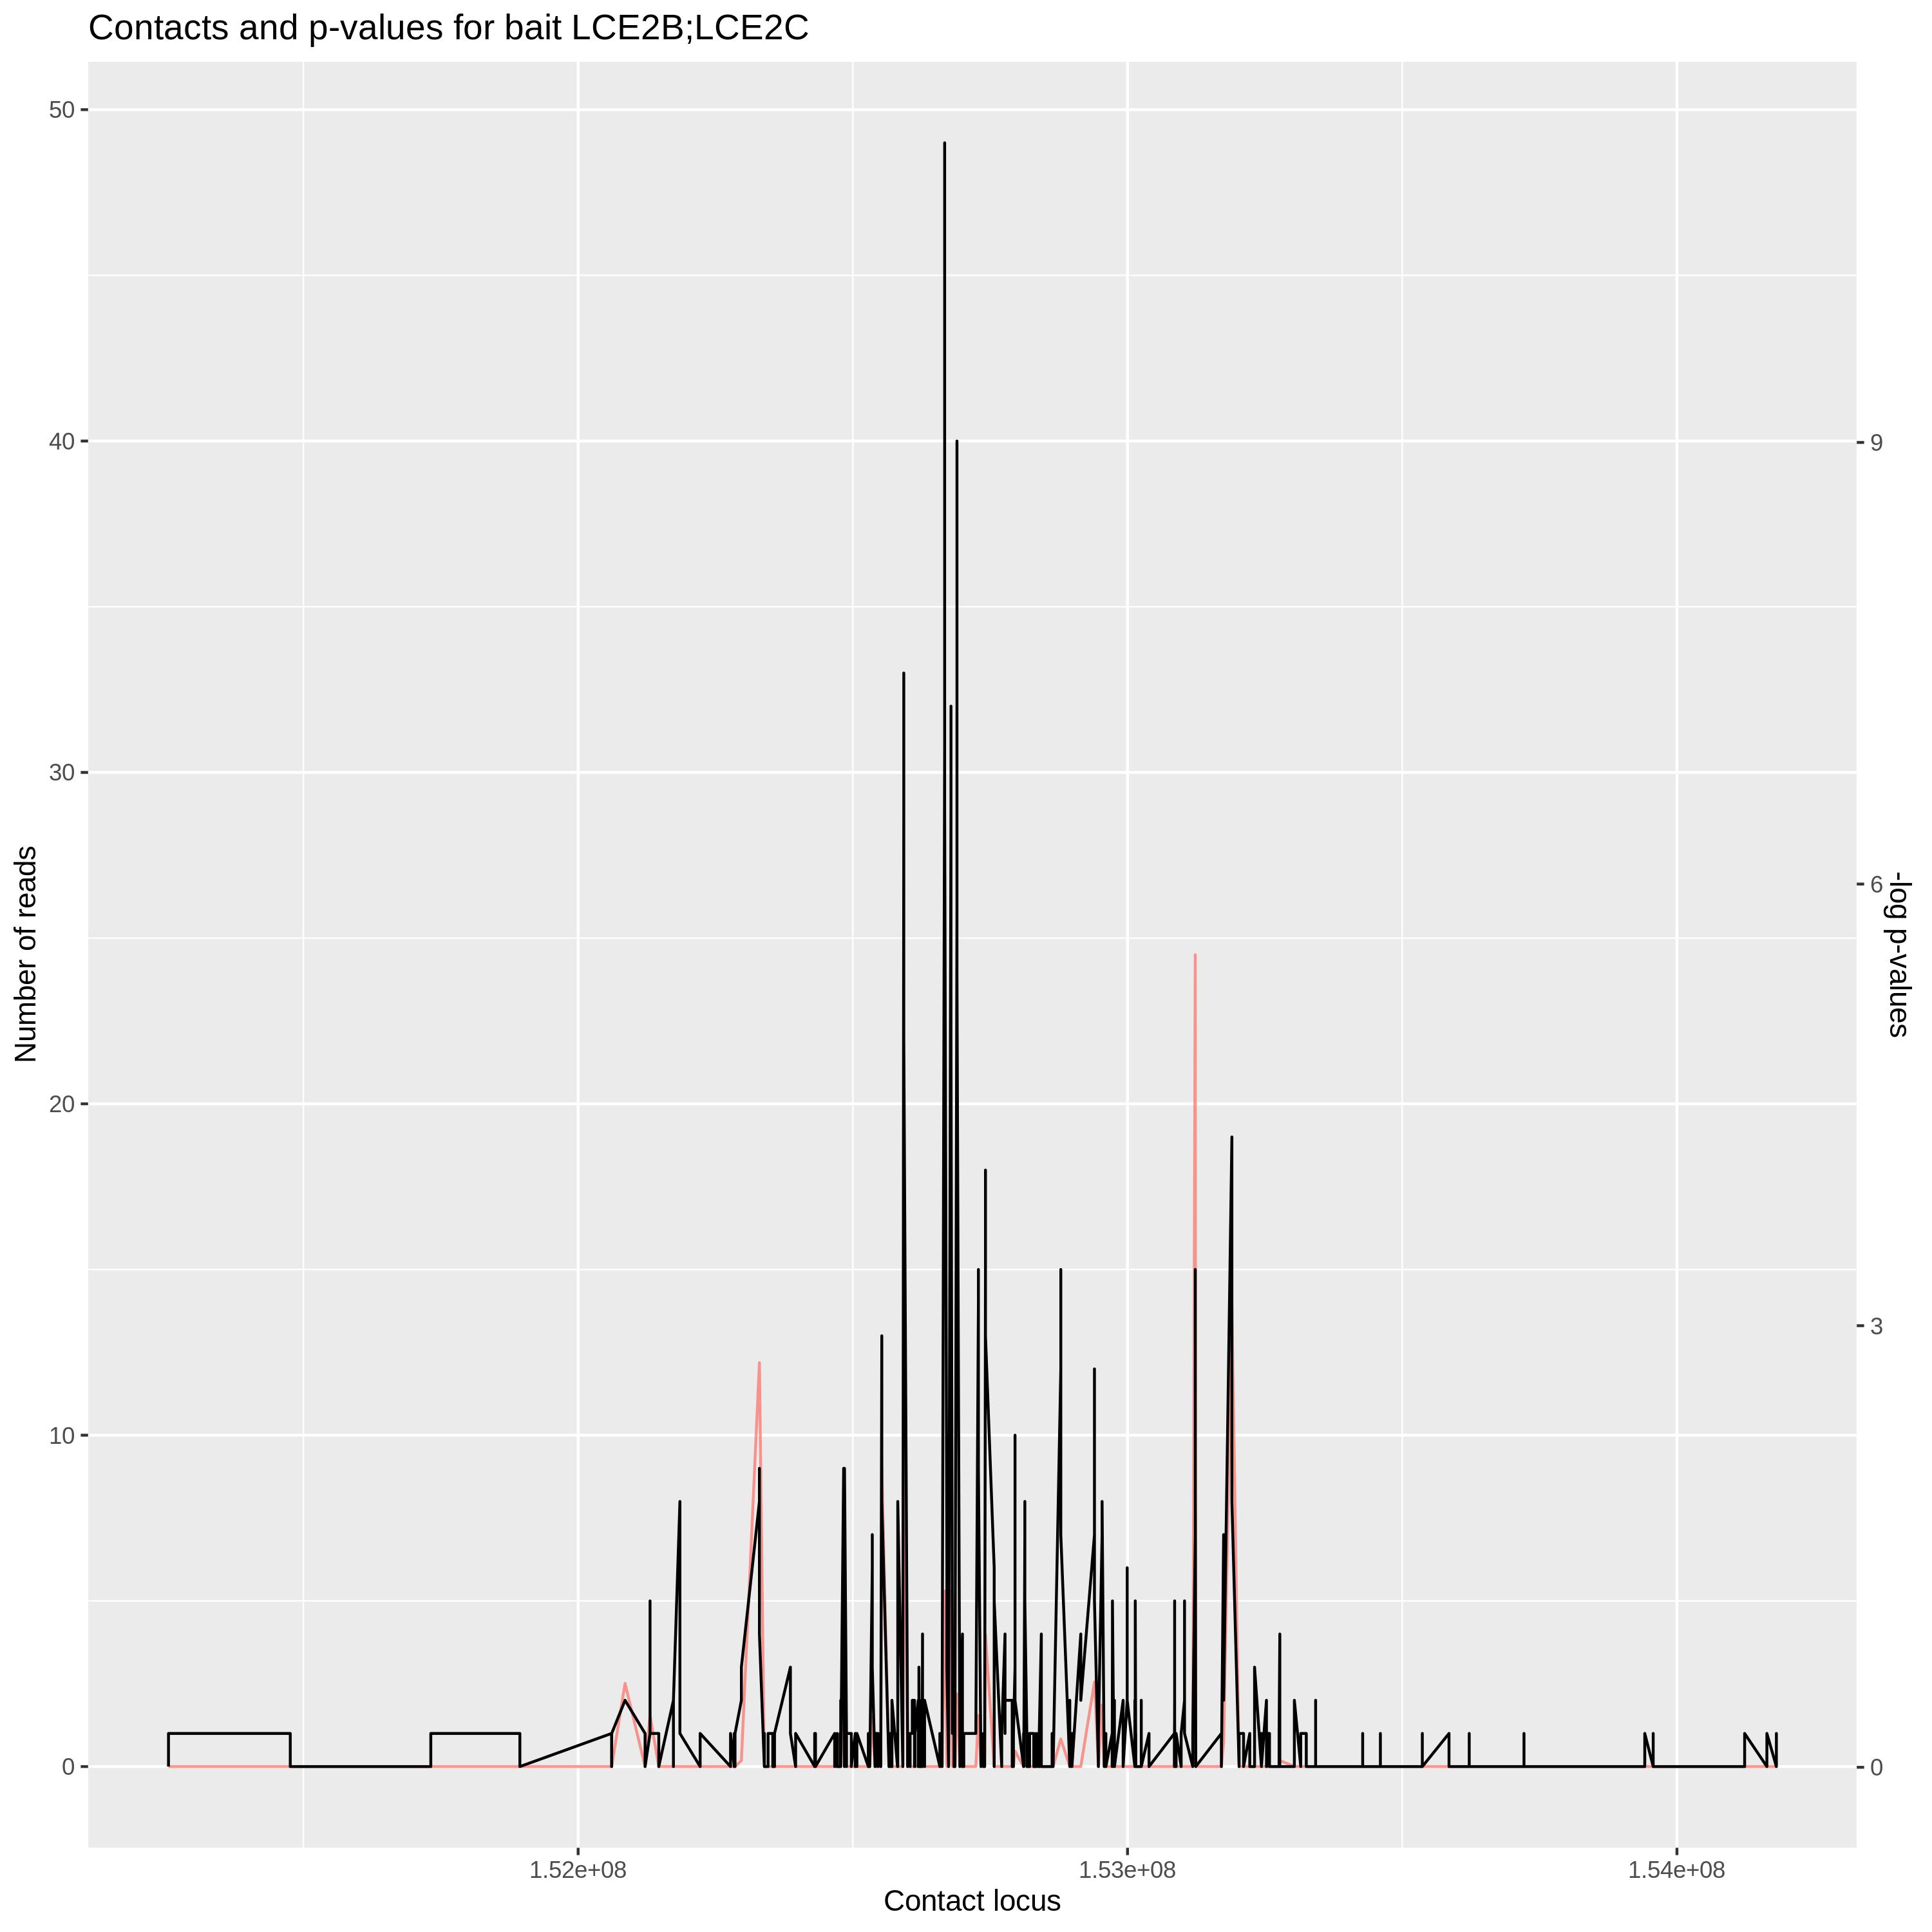 Contacts and p-values for bait LCE2B;LCE2C
50
40
30
20
10
0
Number of reads
9
6
3
0
-log p-values
1.52e+08
1.53e+08
1.54e+08
Contact locus